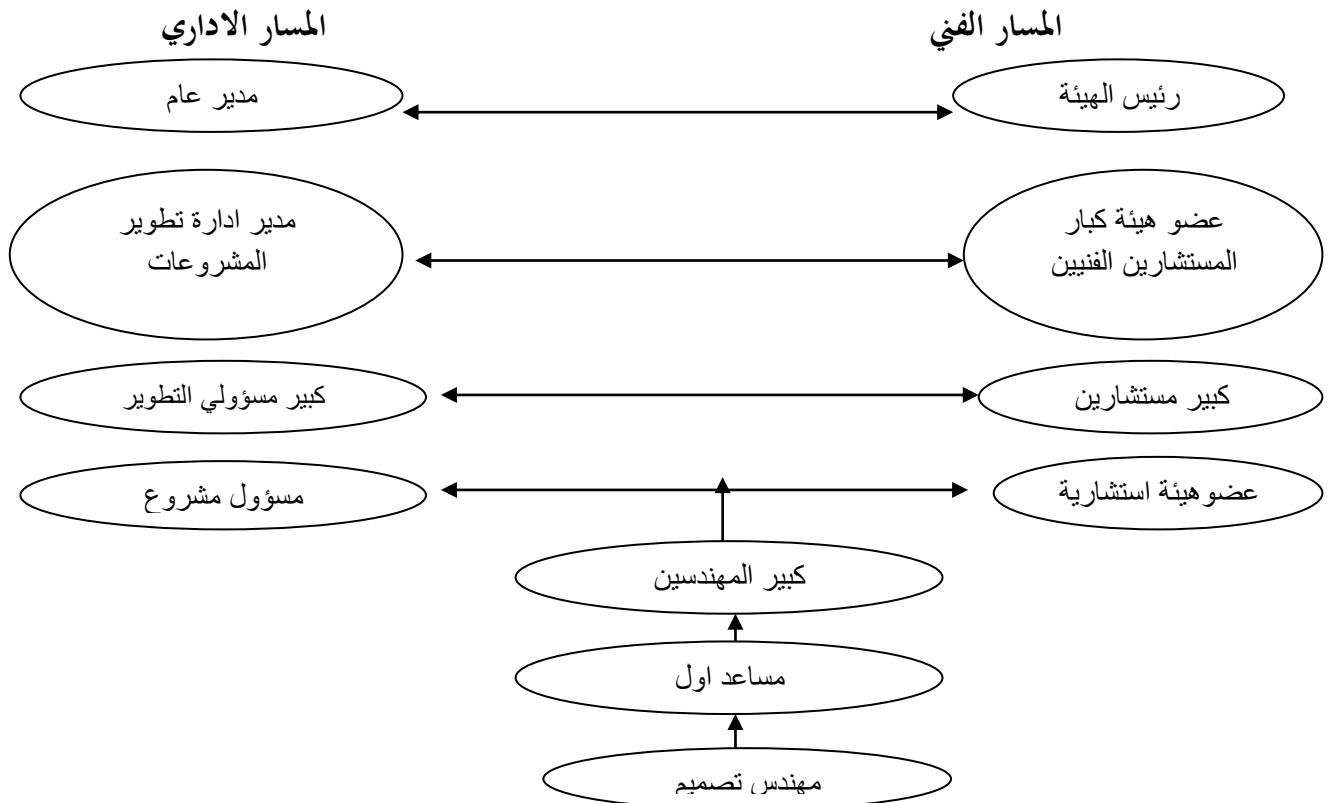 المسار الفني
المسار الاداري
رئيس الهيئة
مدير عام
عضو هيئة كبار
المستشارين الفنيين
مدير ادارة تطوير
المشروعات
كبير مستشارين
كبير مسؤولي التطوير
عضوهيئة استشارية
مسؤول مشروع
كبير المهندسين
مساعد اول
مهندس تصميم